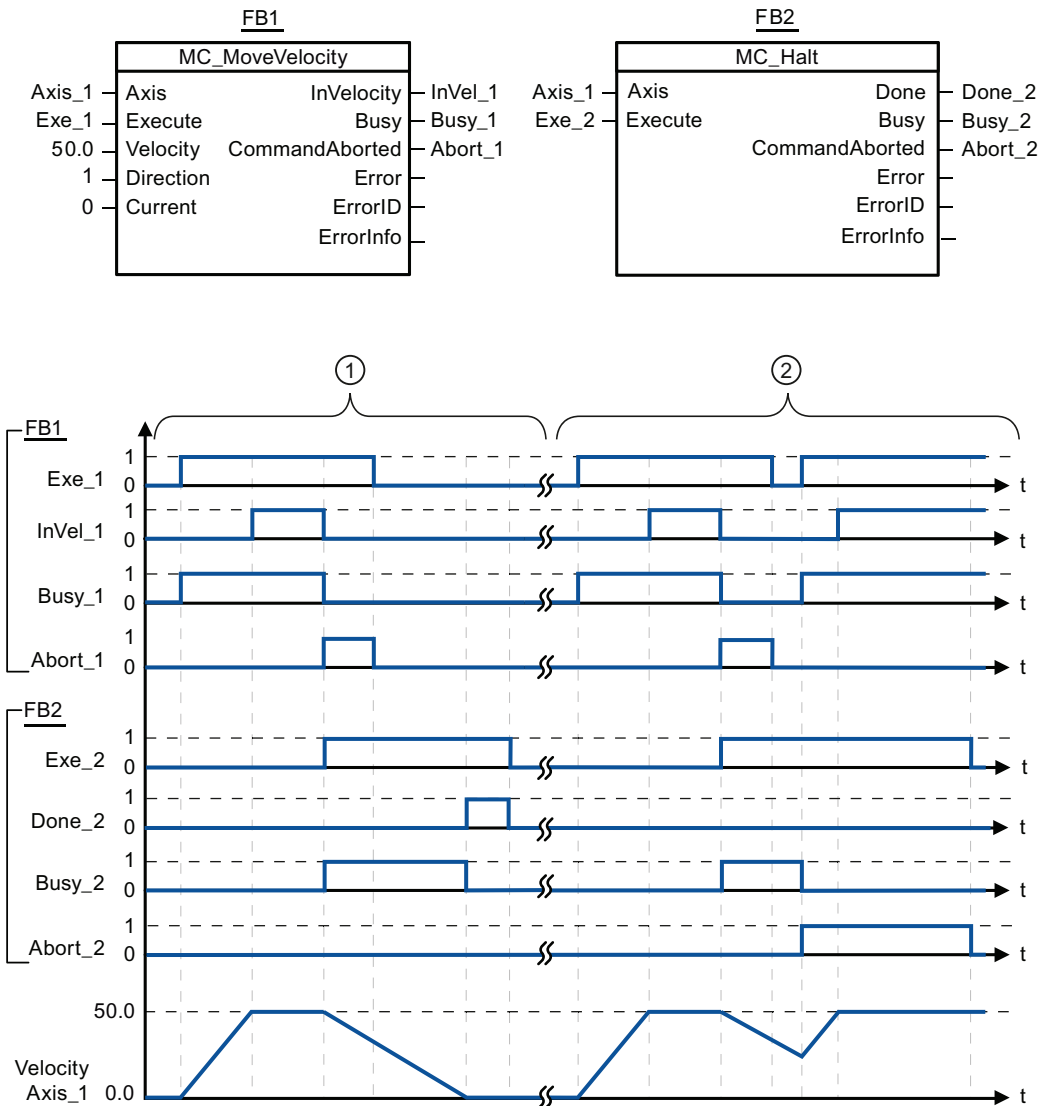 FB1 FB2
MC_MoveVelocity MC_Halt
Axis_1 Axis InVelocity InVel_1 Axis_1 Axis Done Done_2
Exe_1 Execute Busy Busy_1 Exe_2 Execute Busy Busy_2
50.0 Velocity CommandAborted Abort_1 CommandAborted Abort_2
1 Direction Error Error
0 Current ErrorID ErrorID
ErrorInfo ErrorInfo
1 2
FB1
1
Exe_1 0 t
1
InVel_1 0 t
1
Busy_1 0 t
1
Abort_1 0 t
FB2
1
Exe_2 0 t
1
Done_2 0 t
1
Busy_2 0 t
1
Abort_2 0 t
50.0
Velocity
Axis_1 0.0 t